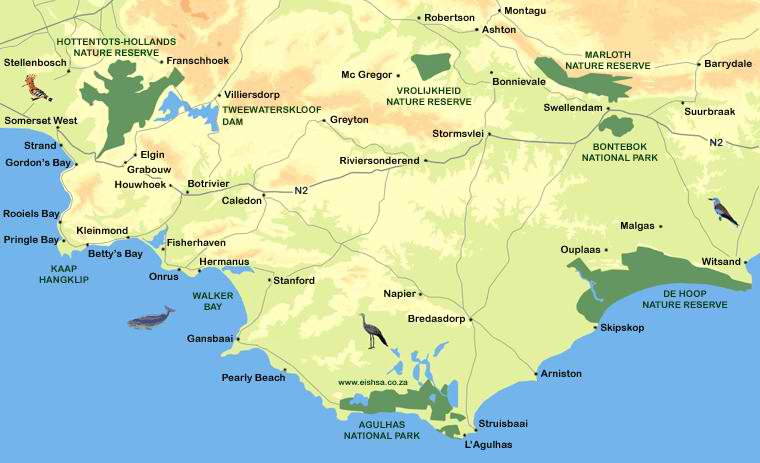 Montagu
Robertson
Ashton
HOTTENTOTS-HOLLANDS
NATURE RESERVE
Stellenbosch
Franschhoek
MARLOTH
NATURE RESERVE
Barrydale
Mc Gregor
Bonnievale
VROLIJKHEID
NATURE RESERVE
Villiersdorp
TWEEWATERSKLOOF
DAM
Swellendam
Suurbraak
Somerset West
Greyton
Stormsvlei
Strand
BONTEBOK
NATIONAL PARK
N2
Elgin
Gordon's Bay
Grabouw
Riviersonderend
Houwhoek
Botrivier
N2
Caledon
Rooiels Bay
Malgas
Kleinmond
Pringle Bay
Fisherhaven
Betty's Bay
Ouplaas
Witsand
Hermanus
KAAP
HANGKLIP
Onrus
Stanford
WALKER
BAY
Napier
DE HOOP
NATURE RESERVE
Bredasdorp
Skipskop
Gansbaai
Pearly Beach
www.eishsa.co.za
Arniston
AGULHAS
NATIONAL PARK
Struisbaai
L'Agulhas